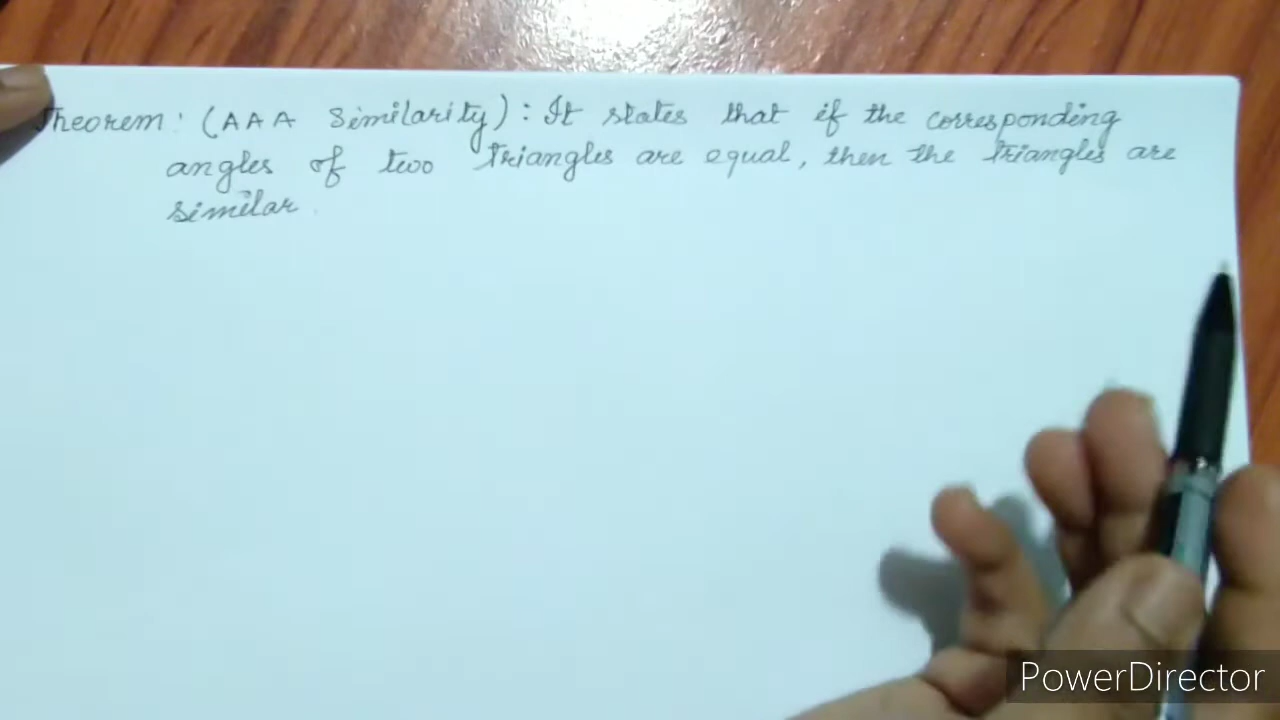 Theorem: (AAA Similarity): It states that if the corresponding
angles of two triangles are equal, then the triangles are
similar.
PowerDirector